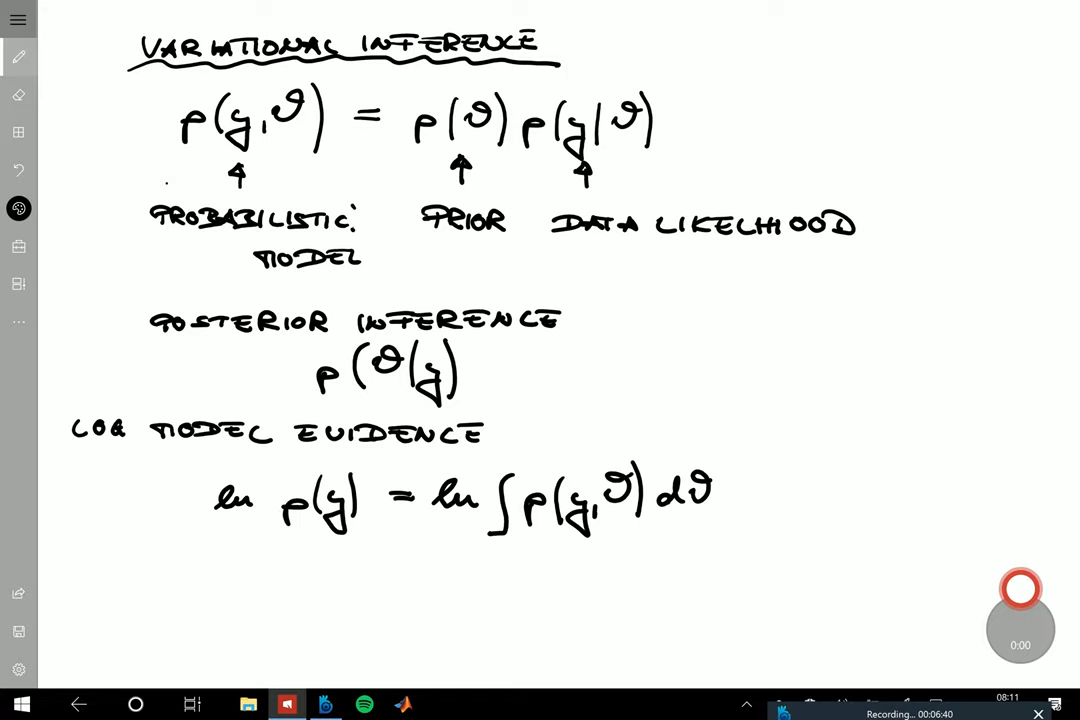 VARIATIONAL INFERENCE
p(y,ϑ) = p(ϑ) p(y|ϑ)
PROBABILISTIC: PRIOR DATA LIKELIHOOD
MODEL
POSTERIOR INFERENCE
p(ϑ|y)
LOG MODEL EVIDENCE
ln p(y) = ln ∫ p(y,ϑ) dϑ
0:00
08:11
Recording... 00:06:40